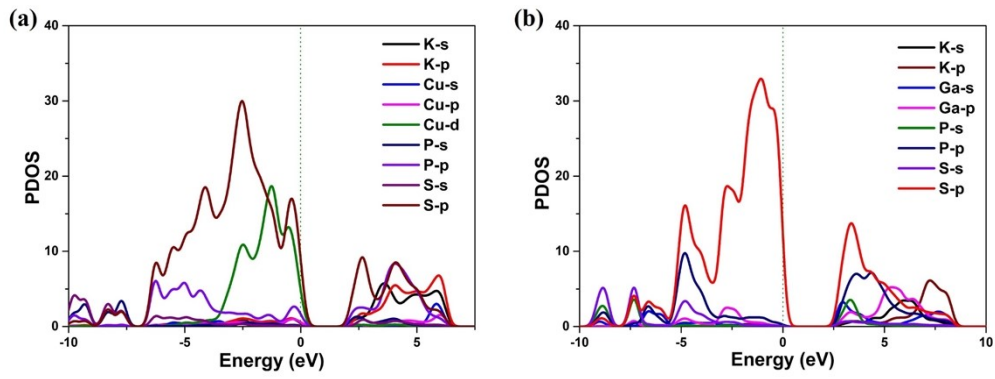 (a)
40
30
20
10
0
PDOS
-10
-5
0
5
Energy (eV)
K-s
K-p
Cu-s
Cu-p
Cu-d
P-s
P-p
S-s
S-p
(b)
40
30
20
10
0
PDOS
-10
-5
0
5
10
Energy (eV)
K-s
K-p
Ga-s
Ga-p
P-s
P-p
S-s
S-p